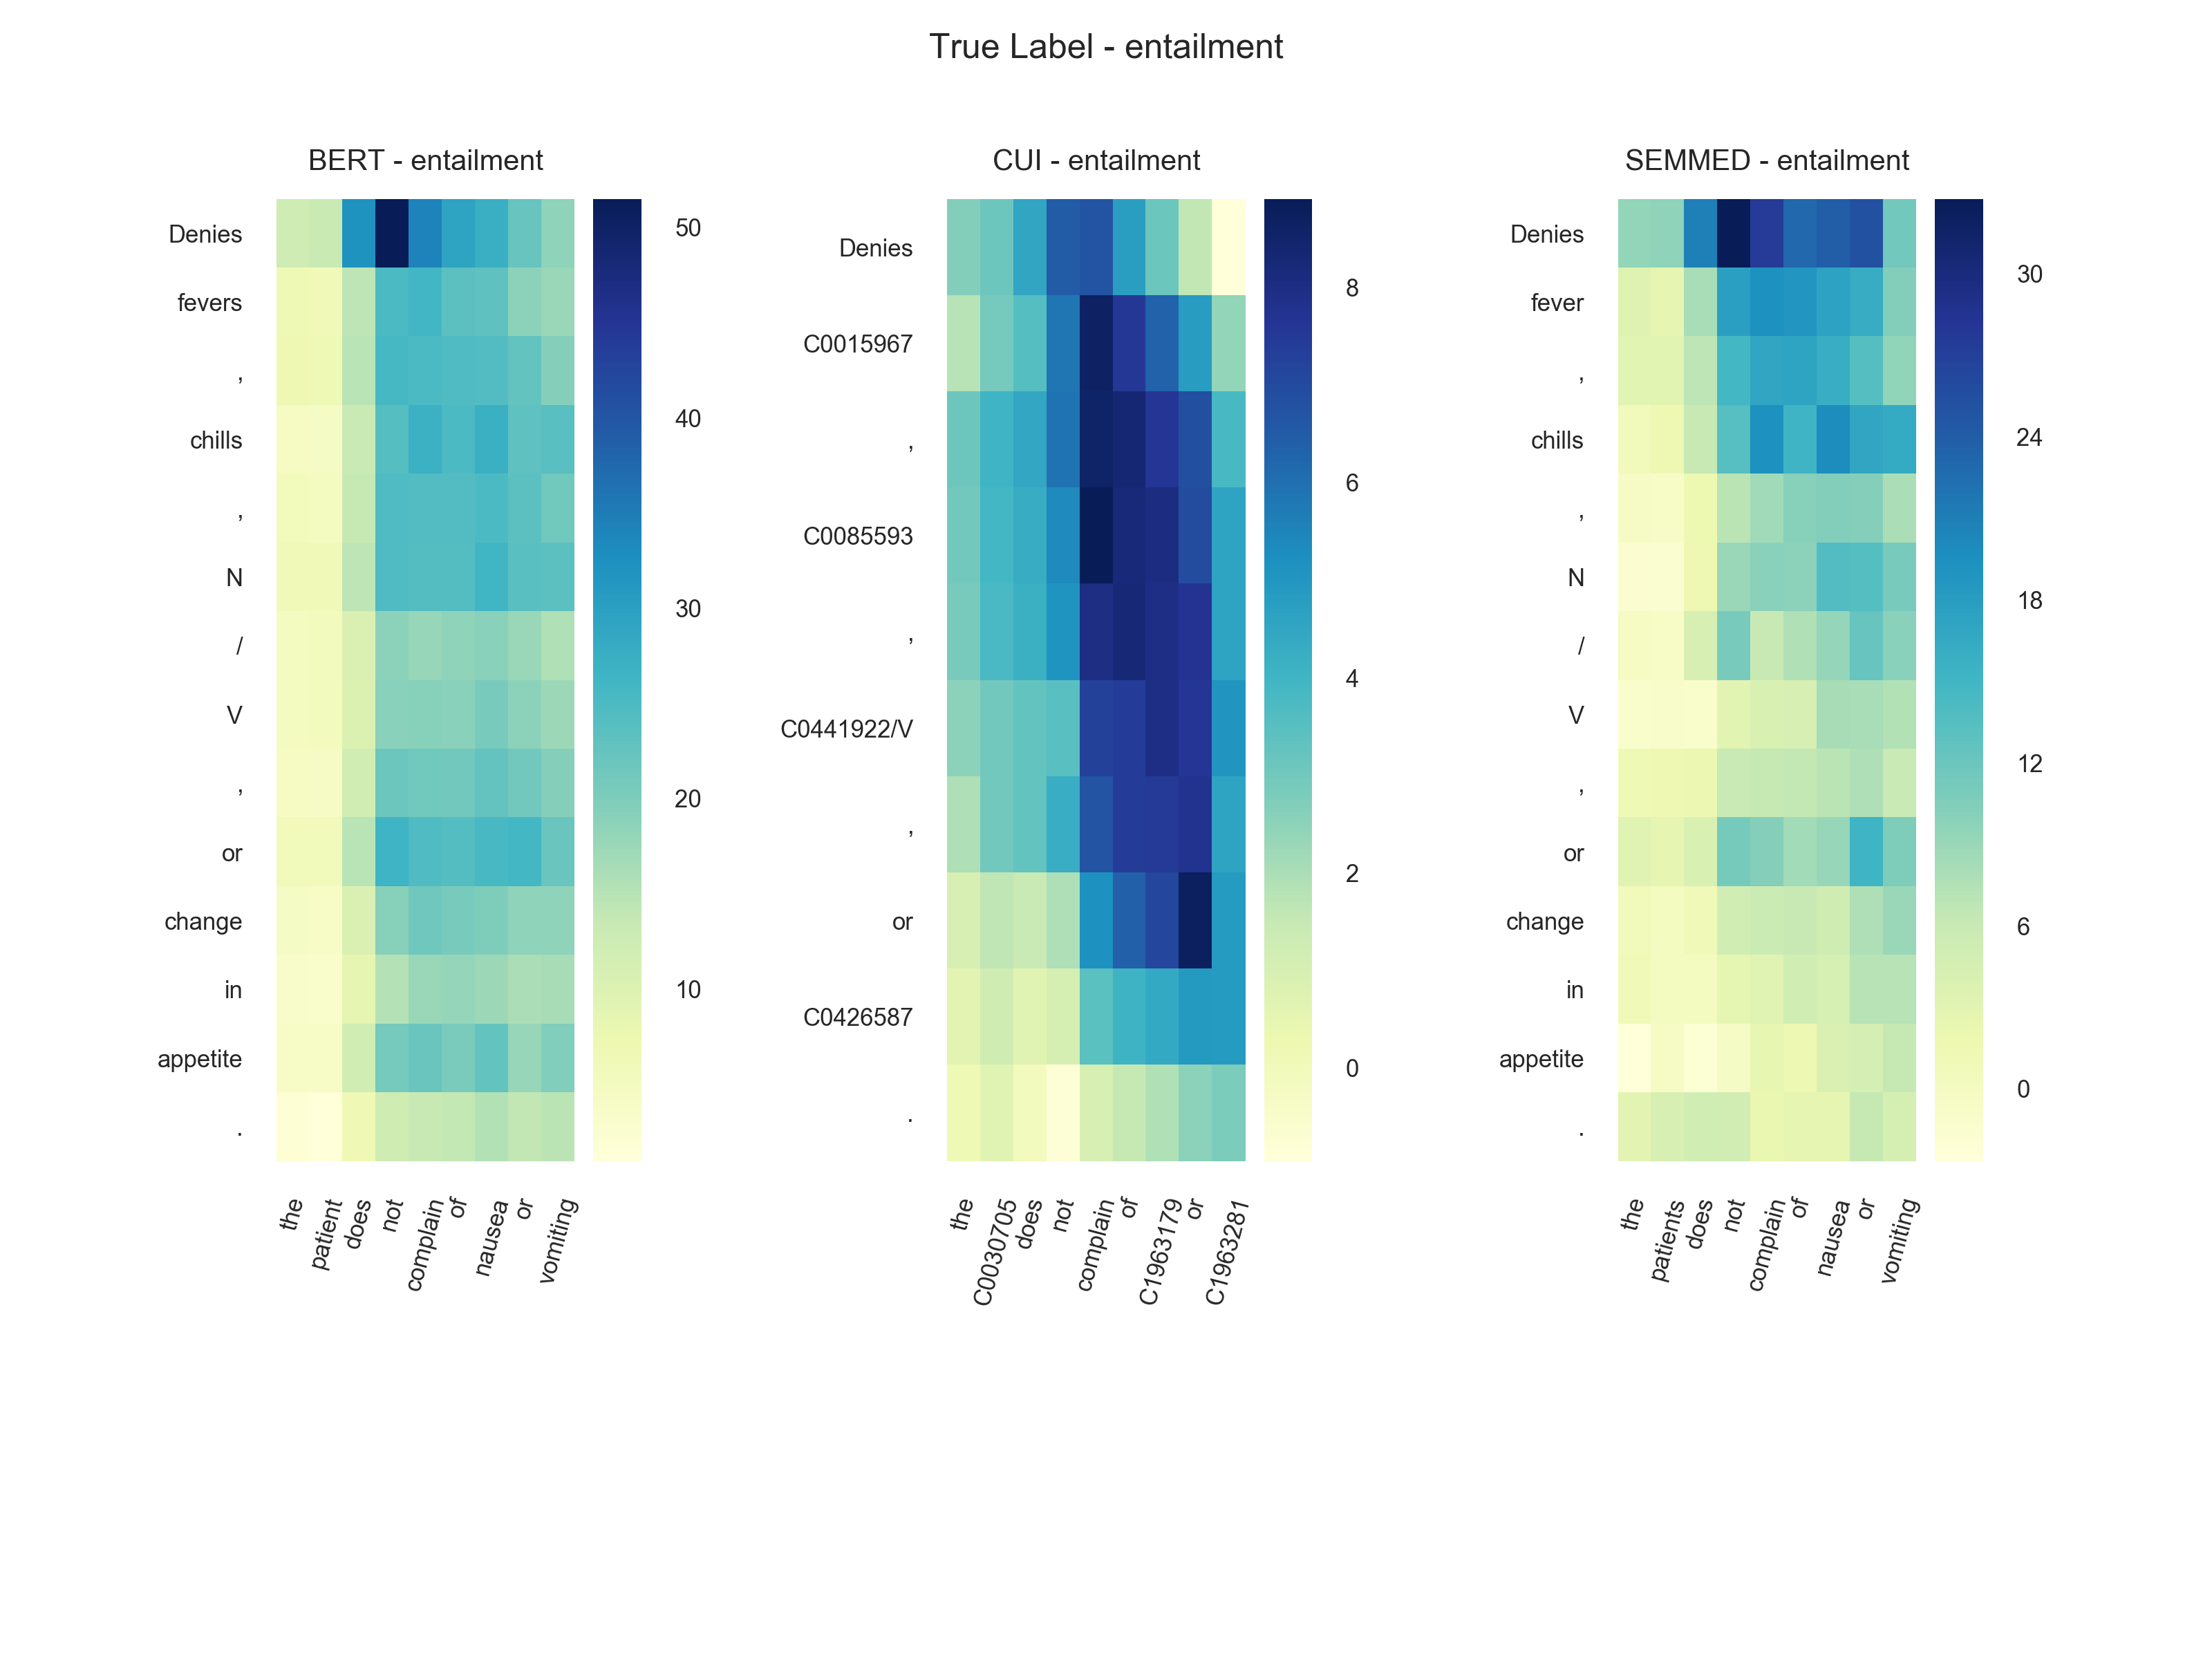 True Label - entailment
BERT - entailment
Denies
fevers
,
chills
,
N
/
V
,
or
change
in
appetite
.
the
patient
does
not
complain
of
nausea
or
vomiting
50
40
30
20
10
CUI - entailment
Denies
C0015967
,
C0085593
,
C0441922/V
,
or
C0426587
.
the
C0030705
does
not
complain
of
C1963179
or
C1963281
8
6
4
2
0
SEMMED - entailment
Denies
fever
,
chills
,
N
/
V
,
or
change
in
appetite
.
the
patients
does
not
complain
of
nausea
or
vomiting
30
24
18
12
6
0